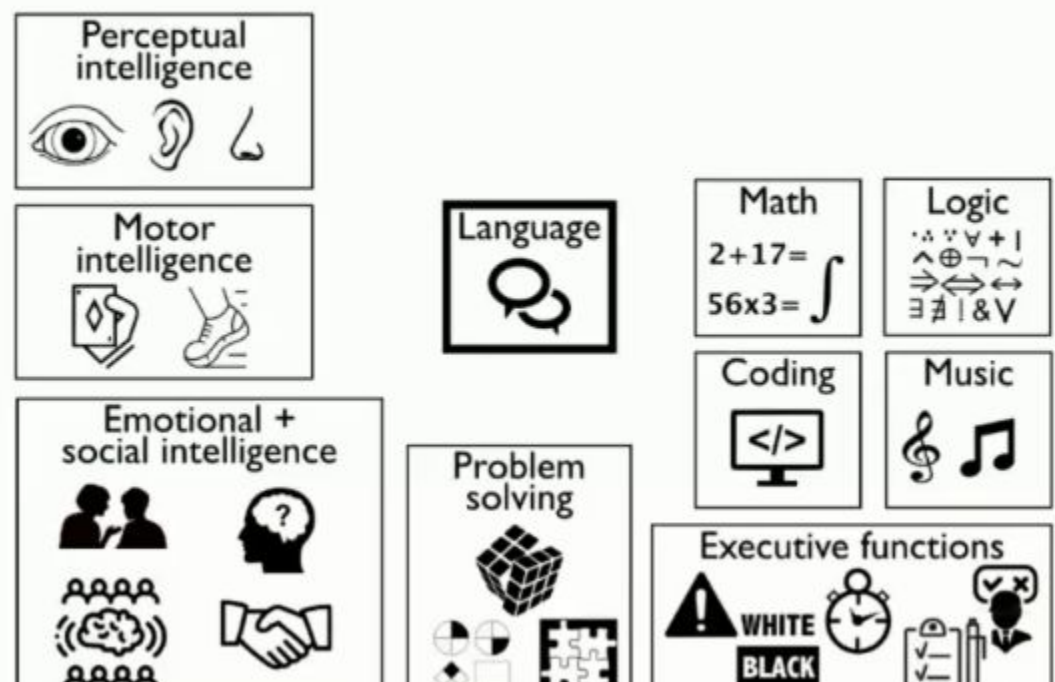 Perceptual
intelligence
Motor
intelligence
Emotional +
social intelligence
?
Language
Problem
solving
Math
2+17=
56x3=
∫
Logic
∴ ∵ ∀ + |
^ ⊕ ¬ ~
⇒ ⇔ ↔
∃ ∄ | & V
Coding
</>
Music
Executive functions
!
WHITE
BLACK